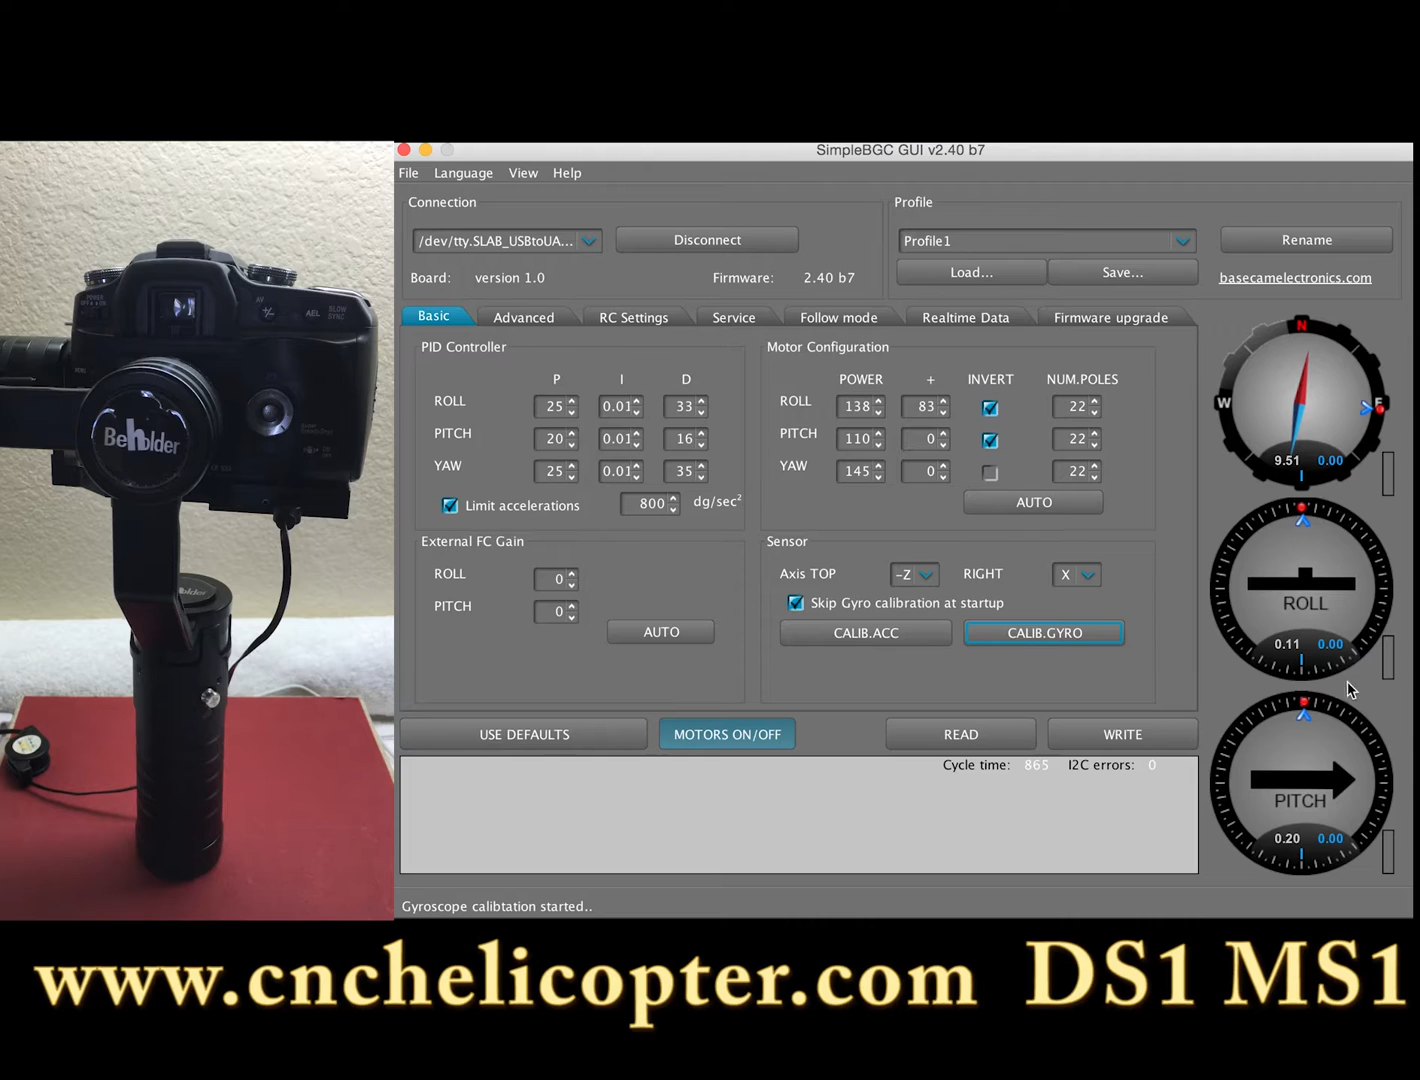 SimpleBGC GUI v2.40 b7
File Language View Help
Connection
/dev/tty.SLAB_USBtoUA... Disconnect
Board: version 1.0 Firmware: 2.40 b7
Profile
Profile1 Rename
Load... Save... basecamelectronics.com
Basic Advanced RC Settings Service Follow mode Realtime Data Firmware upgrade
PID Controller
P I D
ROLL 25 0.01 33
PITCH 20 0.01 16
YAW 25 0.01 35
Limit accelerations 800 dg/sec²
Motor Configuration
POWER + INVERT NUM.POLES
ROLL 138 83 22
PITCH 110 0 22
YAW 145 0 22
AUTO
External FC Gain
ROLL 0
PITCH 0
AUTO
Sensor
Axis TOP -Z RIGHT X
Skip Gyro calibration at startup
CALIB.ACC CALIB.GYRO
N
W E
9.51 0.00
ROLL
0.11 0.00
PITCH
0.20 0.00
USE DEFAULTS MOTORS ON/OFF READ WRITE
Cycle time: 865 I2C errors: 0
Gyroscope calibtation started..
POWER
AV
AEL SLOW SYNC
Beholder
www.cnchelicopter.com DS1 MS1